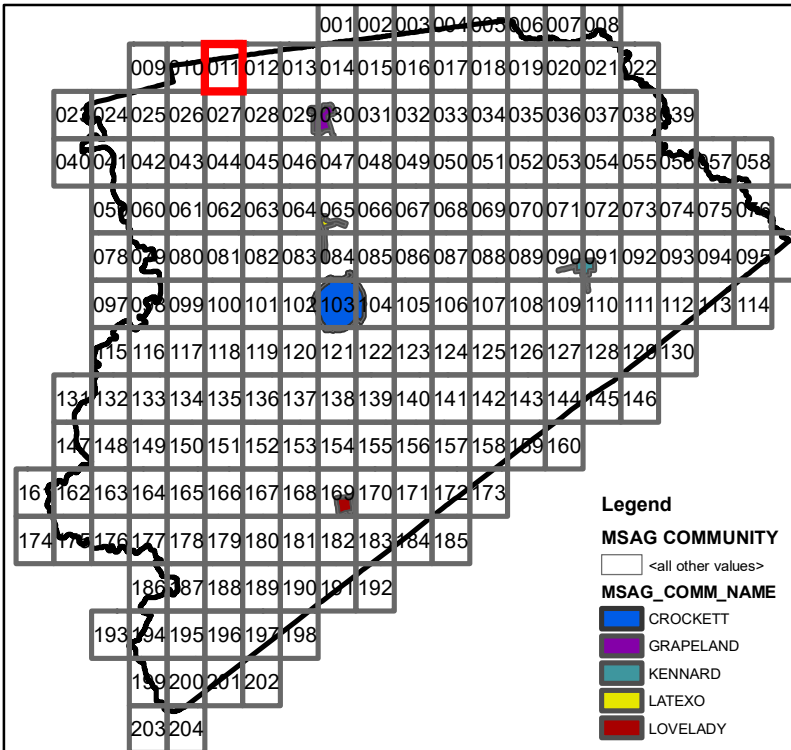 001 002 003 004 005 006 007 008
009 010 011 012 013 014 015 016 017 018 019 020 021 022
023 024 025 026 027 028 029 030 031 032 033 034 035 036 037 038 039
040 041 042 043 044 045 046 047 048 049 050 051 052 053 054 055 056 057 058
059 060 061 062 063 064 065 066 067 068 069 070 071 072 073 074 075 076
078 079 080 081 082 083 084 085 086 087 088 089 090 091 092 093 094 095
097 098 099 100 101 102 103 104 105 106 107 108 109 110 111 112 113 114
115 116 117 118 119 120 121 122 123 124 125 126 127 128 129 130
131 132 133 134 135 136 137 138 139 140 141 142 143 144 145 146
147 148 149 150 151 152 153 154 155 156 157 158 159 160
161 162 163 164 165 166 167 168 169 170 171 172 173
174 175 176 177 178 179 180 181 182 183 184 185
186 187 188 189 190 191 192
193 194 195 196 197 198
199 200 201 202
203 204
Legend
MSAG COMMUNITY
<all other values>
MSAG_COMM_NAME
CROCKETT
GRAPELAND
KENNARD
LATEXO
LOVELADY